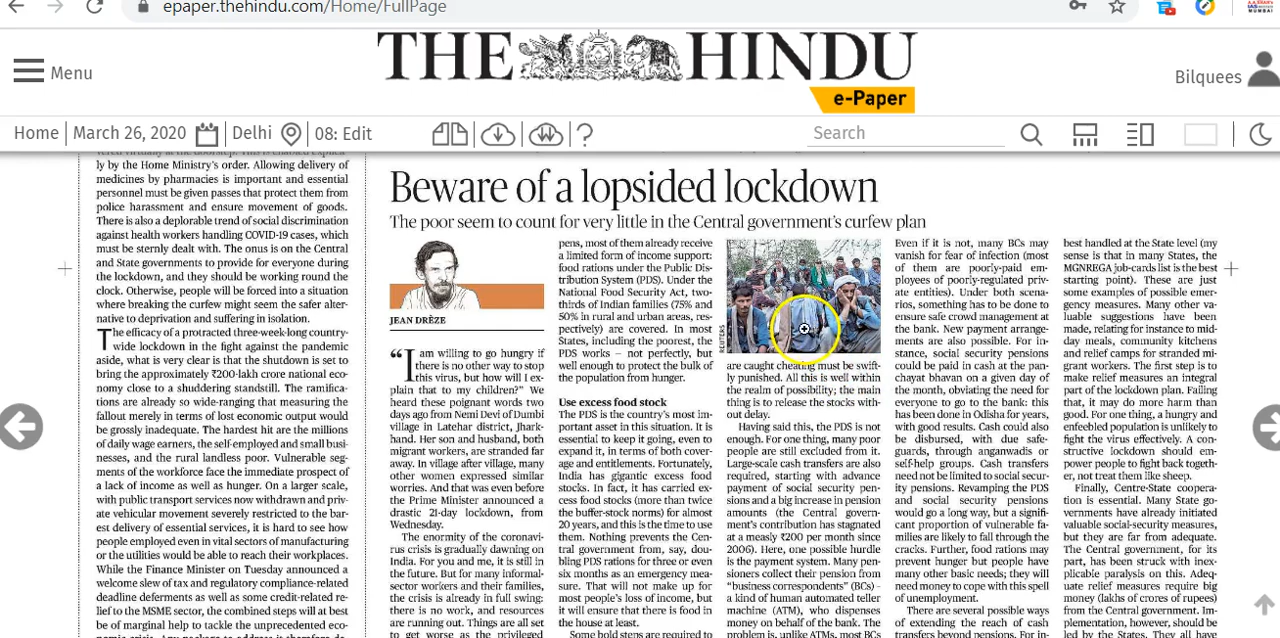 epaper.thehindu.com/Home/FullPage
Menu
THE HINDU
e-Paper
Bilquees
Home
March 26, 2020
Delhi
08: Edit
Search
ly by the Home Ministry's order. Allowing delivery of
medicines by pharmacies is important and essential
personnel must be given passes that protect them from
police harassment and ensure movement of goods.
There is also a deplorable trend of social discrimination
against health workers handling COVID-19 cases, which
must be sternly dealt with. The onus is on the Central
and State governments to provide for everyone during
the lockdown, and they should be working round the
clock. Otherwise, people will be forced into a situation
where breaking the curfew might seem the safer alter-
native to deprivation and suffering in isolation.
The efficacy of a protracted three-week-long country-
wide lockdown in the fight against the pandemic
aside, what is very clear is that the shutdown is set to
bring the approximately ₹200-lakh crore national eco-
nomy close to a shuddering standstill. The ramifica-
tions are already so wide-ranging that measuring the
fallout merely in terms of lost economic output would
be grossly inadequate. The hardest hit are the millions
of daily wage earners, the self-employed and small busi-
nesses, and the rural landless poor. Vulnerable seg-
ments of the workforce face the immediate prospect of
a lack of income as well as hunger. On a larger scale,
with public transport services now withdrawn and priv-
ate vehicular movement severely restricted to the bar-
est delivery of essential services, it is hard to see how
people employed even in vital sectors of manufacturing
or the utilities would be able to reach their workplaces.
While the Finance Minister on Tuesday announced a
welcome slew of tax and regulatory compliance-related
deadline deferments as well as some credit-related re-
lief to the MSME sector, the combined steps will at best
be of marginal help to tackle the unprecedented eco-
Beware of a lopsided lockdown
The poor seem to count for very little in the Central government's curfew plan
JEAN DRÈZE
“I am willing to go hungry if
there is no other way to stop
this virus, but how will I ex-
plain that to my children?” We
heard these poignant words two
days ago from Nemi Devi of Dumbi
village in Latehar district, Jhark-
hand. Her son and husband, both
migrant workers, are stranded far
away. In village after village, many
other women expressed similar
worries. And that was even before
the Prime Minister announced a
drastic 21-day lockdown, from
Wednesday.
The enormity of the coronavi-
rus crisis is gradually dawning on
India. For you and me, it is still in
the future. But for many informal-
sector workers and their families,
the crisis is already in full swing:
there is no work, and resources
are running out. Things are all set
to get worse as the privileged
pens, most of them already receive
a limited form of income support:
food rations under the Public Dis-
tribution System (PDS). Under the
National Food Security Act, two-
thirds of Indian families (75% and
50% in rural and urban areas, res-
pectively) are covered. In most
States, including the poorest, the
PDS works — not perfectly, but
well enough to protect the bulk of
the population from hunger.
Use excess food stock
The PDS is the country's most im-
portant asset in this situation. It is
essential to keep it going, even to
expand it, in terms of both cover-
age and entitlements. Fortunately,
India has gigantic excess food
stocks. In fact, it has carried ex-
cess food stocks (more than twice
the buffer-stock norms) for almost
20 years, and this is the time to use
them. Nothing prevents the Cen-
tral government from, say, dou-
bling PDS rations for three or even
six months as an emergency mea-
sure. That will not make up for
most people's loss of income, but
it will ensure that there is food in
the house at least.
Some bold steps are required to
REUTERS
are caught cheating must be swift-
ly punished. All this is well within
the realm of possibility; the main
thing is to release the stocks with-
out delay.
Having said this, the PDS is not
enough. For one thing, many poor
people are still excluded from it.
Large-scale cash transfers are also
required, starting with advance
payment of social security pen-
sions and a big increase in pension
amounts (the Central govern-
ment's contribution has stagnated
at a measly ₹200 per month since
2006). Here, one possible hurdle
is the payment system. Many pen-
sioners collect their pension from
“business correspondents” (BCs) –
a kind of human automated teller
machine (ATM), who dispenses
money on behalf of the bank. The
problem is, unlike ATMs, most BCs
Even if it is not, many BCs may
vanish for fear of infection (most
of them are poorly-paid em-
ployees of poorly-regulated priv-
ate entities). Under both scena-
rios, something has to be done to
ensure safe crowd management at
the bank. New payment arrange-
ments are also possible. For in-
stance, social security pensions
could be paid in cash at the pan-
chayat bhavan on a given day of
the month, obviating the need for
everyone to go to the bank; this
has been done in Odisha for years,
with good results. Cash could also
be disbursed, with due safe-
guards, through anganwadis or
self-help groups. Cash transfers
need not be limited to social secur-
ity pensions. Revamping the PDS
and social security pensions
would go a long way, but a signifi-
cant proportion of vulnerable fa-
milies are likely to fall through the
cracks. Further, food rations may
prevent hunger but people have
many other basic needs; they will
need money to cope with this spell
of unemployment.
There are several possible ways
of extending the reach of cash
transfers beyond pensions. For in-
best handled at the State level (my
sense is that in many States, the
MGNREGA job-cards list is the best
starting point). These are just
some examples of possible emer-
gency measures. Many other va-
luable suggestions have been
made, relating for instance to mid-
day meals, community kitchens
and relief camps for stranded mi-
grant workers. The first step is to
make relief measures an integral
part of the lockdown plan. Failing
that, it may do more harm than
good. For one thing, a hungry and
enfeebled population is unlikely to
fight the virus effectively. A con-
structive lockdown should em-
power people to fight back togeth-
er, not treat them like sheep.
Finally, Centre-State coopera-
tion is essential. Many State go-
vernments have already initiated
valuable social-security measures,
but they are far from adequate.
The Central government, for its
part, has been struck with inex-
plicable paralysis on this. Adeq-
uate relief measures require big
money (lakhs of crores of rupees)
from the Central government. Im-
plementation, however, should be
led by the States. They all have